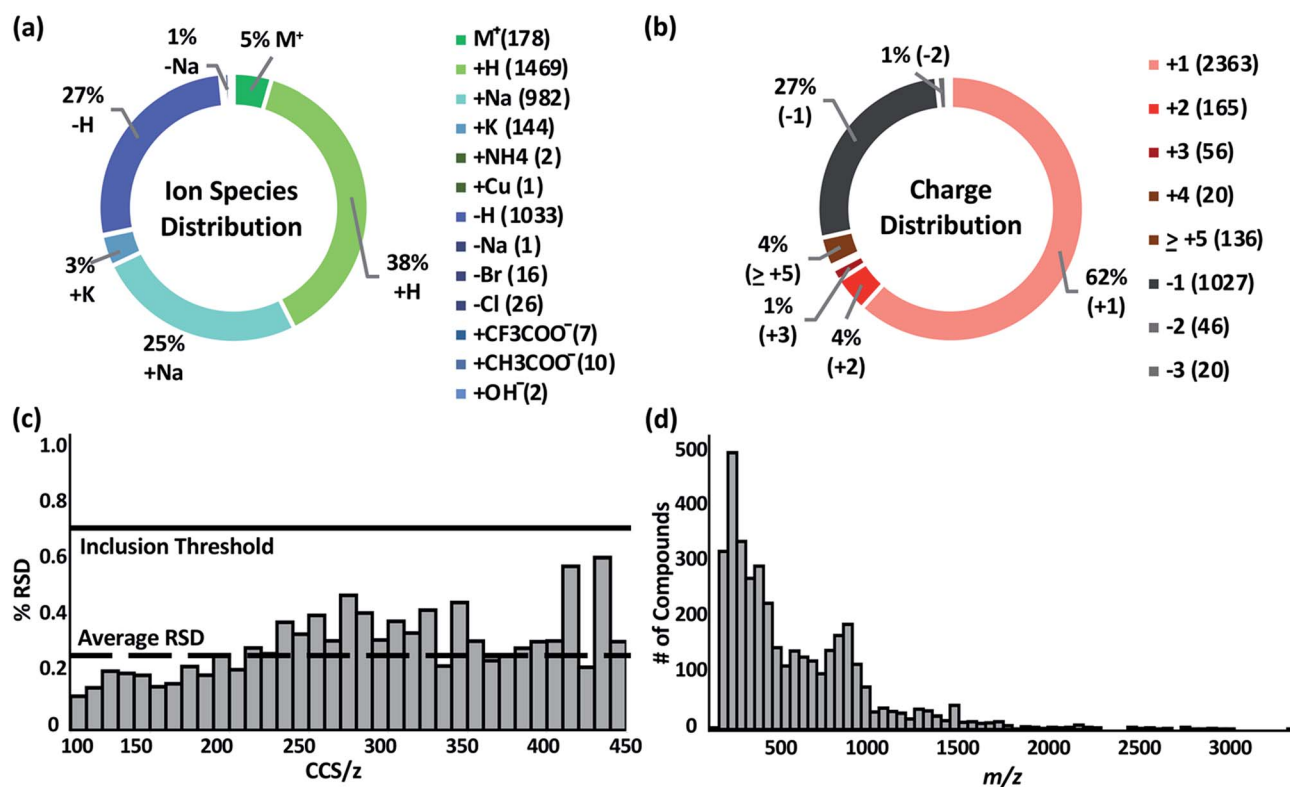 (a)
1%
-Na
5% M⁺
27%
-H
Ion Species
Distribution
3%
+K
25%
+Na
38%
+H
M⁺(178)
+H (1469)
+Na (982)
+K (144)
+NH4 (2)
+Cu (1)
-H (1033)
-Na (1)
-Br (16)
-Cl (26)
+CF3COO⁻(7)
+CH3COO⁻(10)
+OH⁻(2)
(b)
1% (-2)
27%
(-1)
Charge
Distribution
4%
(≥ +5)
1%
(+3)
4%
(+2)
62%
(+1)
+1 (2363)
+2 (165)
+3 (56)
+4 (20)
≥ +5 (136)
-1 (1027)
-2 (46)
-3 (20)
(c)
1.0
0.8
0.6
0.4
0.2
0
% RSD
Inclusion Threshold
Average RSD
100 150 200 250 300 350 400 450
CCS/z
(d)
500
400
300
200
100
0
# of Compounds
500 1000 1500 2000 2500 3000
m/z